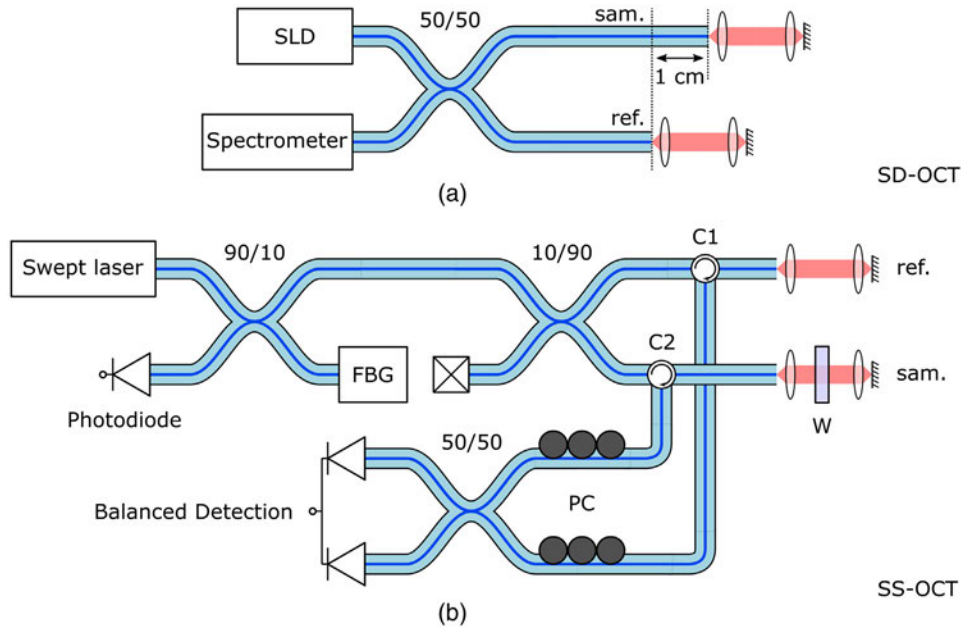 50/50
sam.
SLD
1 cm
ref.
Spectrometer
(a)
SD-OCT
90/10
10/90
C1
Swept laser
ref.
C2
FBG
sam.
Photodiode
W
50/50
PC
Balanced Detection
SS-OCT
(b)